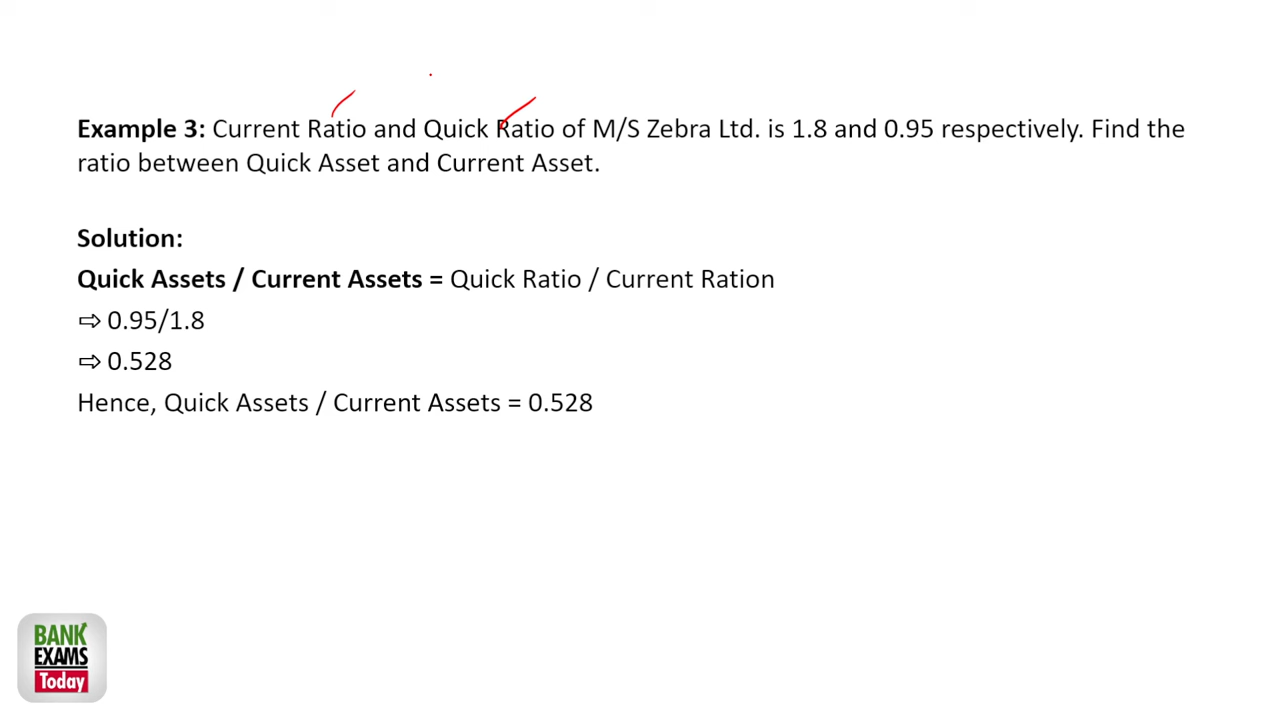 Example 3: Current Ratio and Quick Ratio of M/S Zebra Ltd. is 1.8 and 0.95 respectively. Find the
ratio between Quick Asset and Current Asset.
Solution:
Quick Assets / Current Assets = Quick Ratio / Current Ration
⇨ 0.95/1.8
⇨ 0.528
Hence, Quick Assets / Current Assets = 0.528
BANK
EXAMS
Today